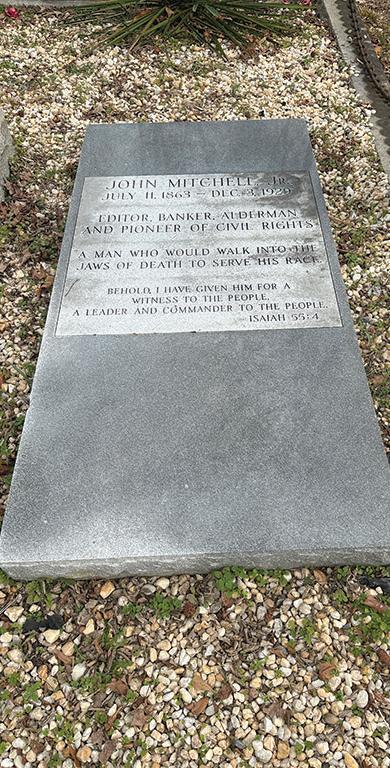 JOHN MITCHELL, JR.
JULY 11, 1863 — DEC. 3, 1929
EDITOR, BANKER, ALDERMAN
AND PIONEER OF CIVIL RIGHTS
A MAN WHO WOULD WALK INTO THE
JAWS OF DEATH TO SERVE HIS RACE.
BEHOLD, I HAVE GIVEN HIM FOR A
WITNESS TO THE PEOPLE,
A LEADER AND COMMANDER TO THE PEOPLE.
— ISAIAH 55:4